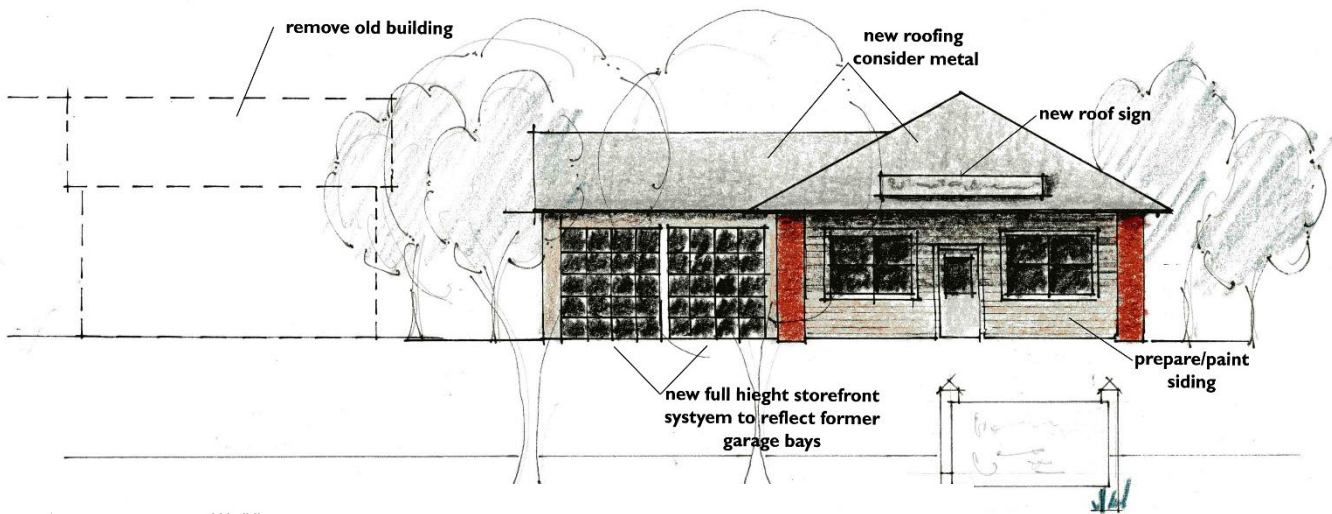 remove old building
new roofing
consider metal
new roof sign
prepare/paint
siding
new full hieght storefront
systyem to reflect former
garage bays